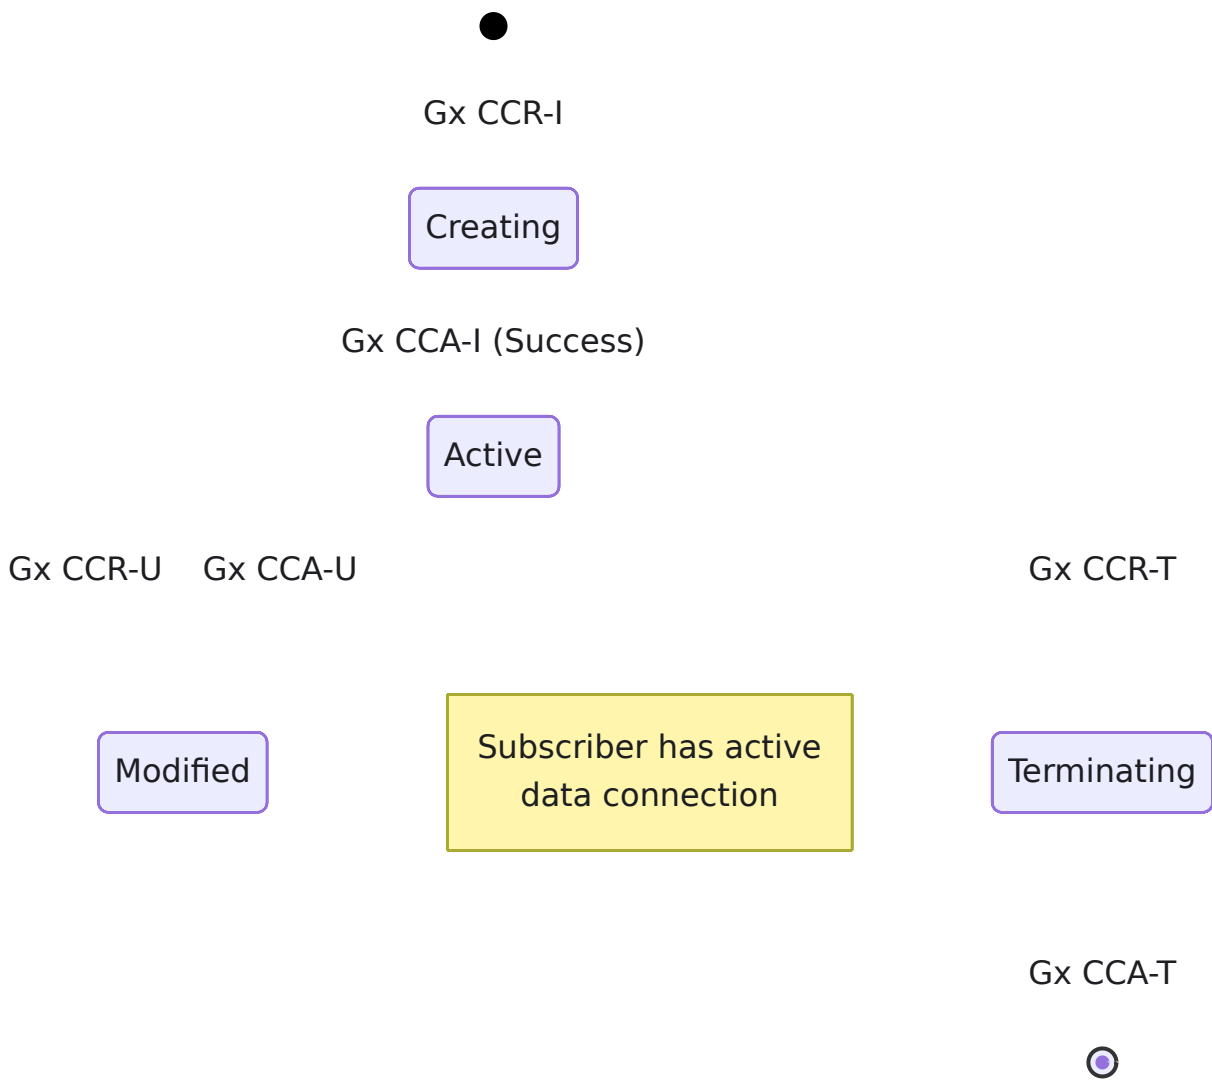 Gx CCR-I
Creating
Gx CCA-I (Success)
Active
Gx CCR-U
Gx CCA-U
Gx CCR-T
Modified
Subscriber has active
data connection
Terminating
Gx CCA-T